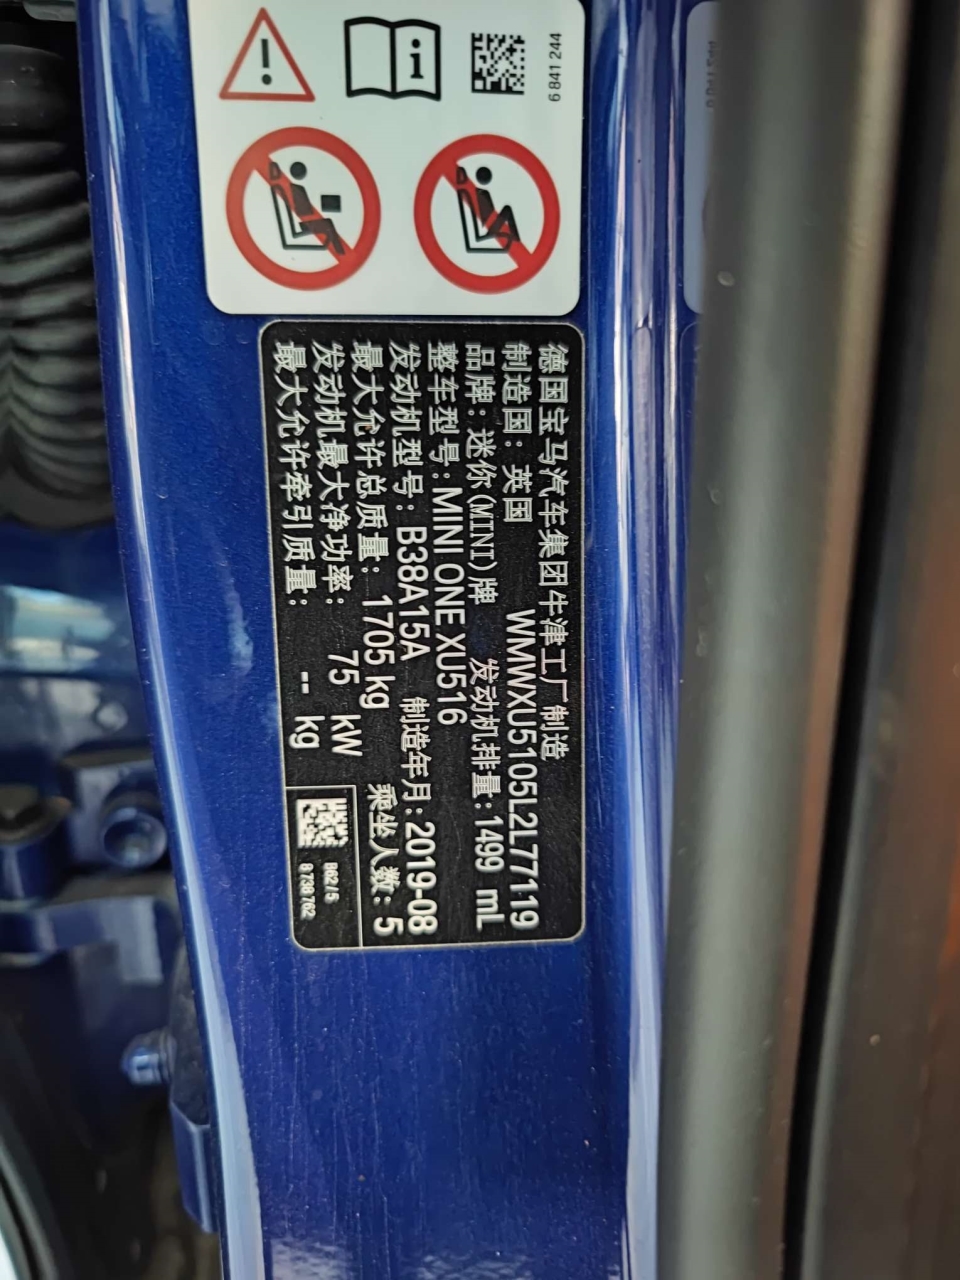 6 841 244
德国宝马汽车集团牛津工厂 制造
制造国: 英国 WMWXU5105L2L77119
品牌: 迷你(MINI)牌 发动机排量:1499 mL
整车型号:MINI ONE XU516
发动机型号: B38A15A 制造年月:2019-08
最大允许总质量: 1705 kg 乘坐人数: 5
发动机最大净功率: 75 kW
最大允许牵引质量: -- kg
862/5
8 738 762